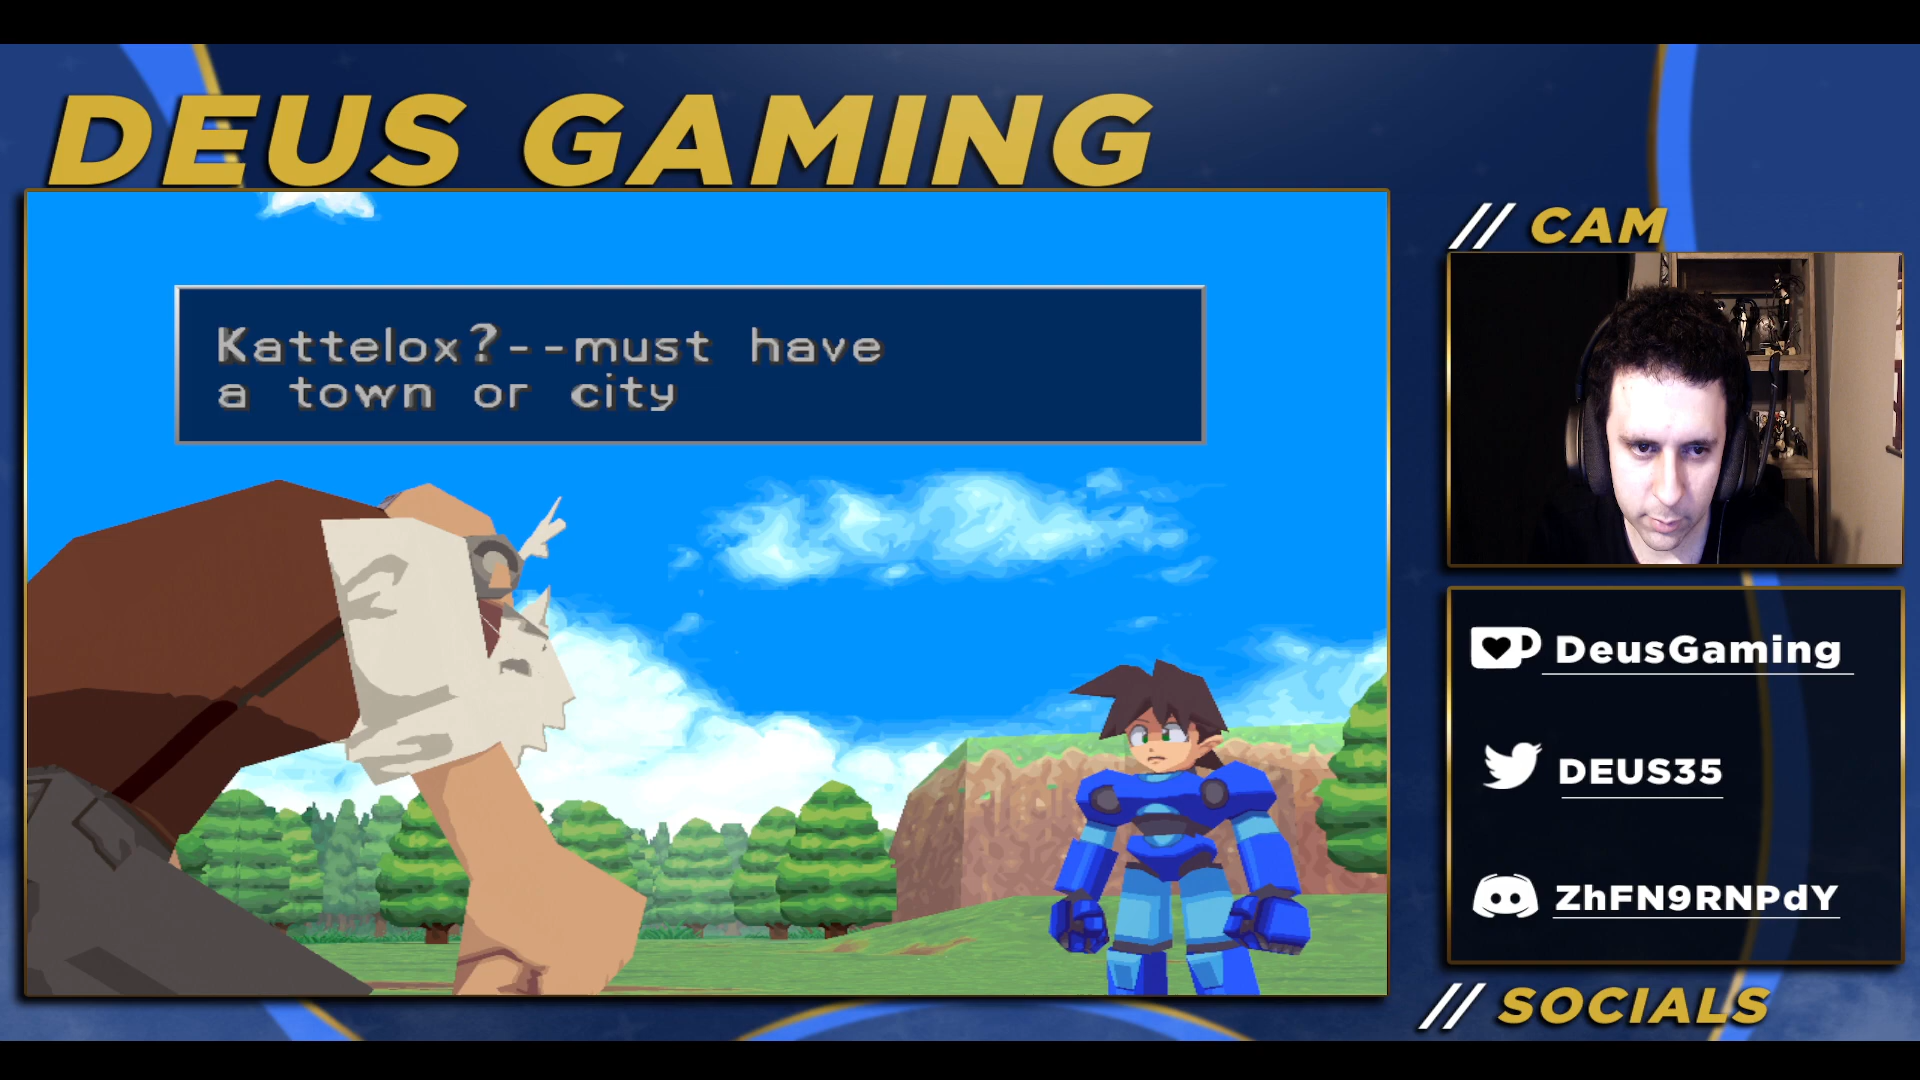 DEUS GAMING
Kattelox?--must have
a town or city
// CAM
DeusGaming
DEUS35
ZhFN9RNPdY
// SOCIALS